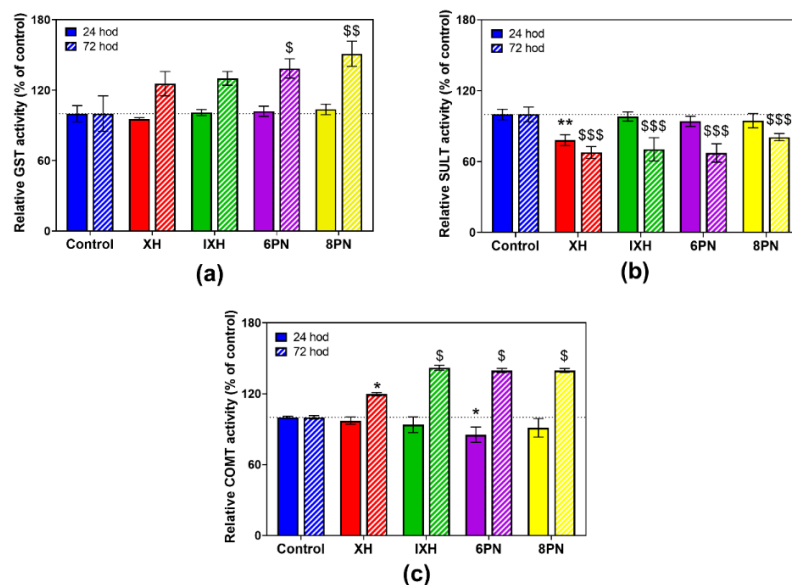 Relative GST activity (% of control)
180
120
60
0
24 hod
72 hod
$
$$
Control XH IXH 6PN 8PN
(a)
Relative SULT activity (% of control)
180
120
60
0
24 hod
72 hod
**
$$$
$$$
$$$
$$$
Control XH IXH 6PN 8PN
(b)
Relative COMT activity (% of control)
180
120
60
0
24 hod
72 hod
*
$
*
$
$
Control XH IXH 6PN 8PN
(c)